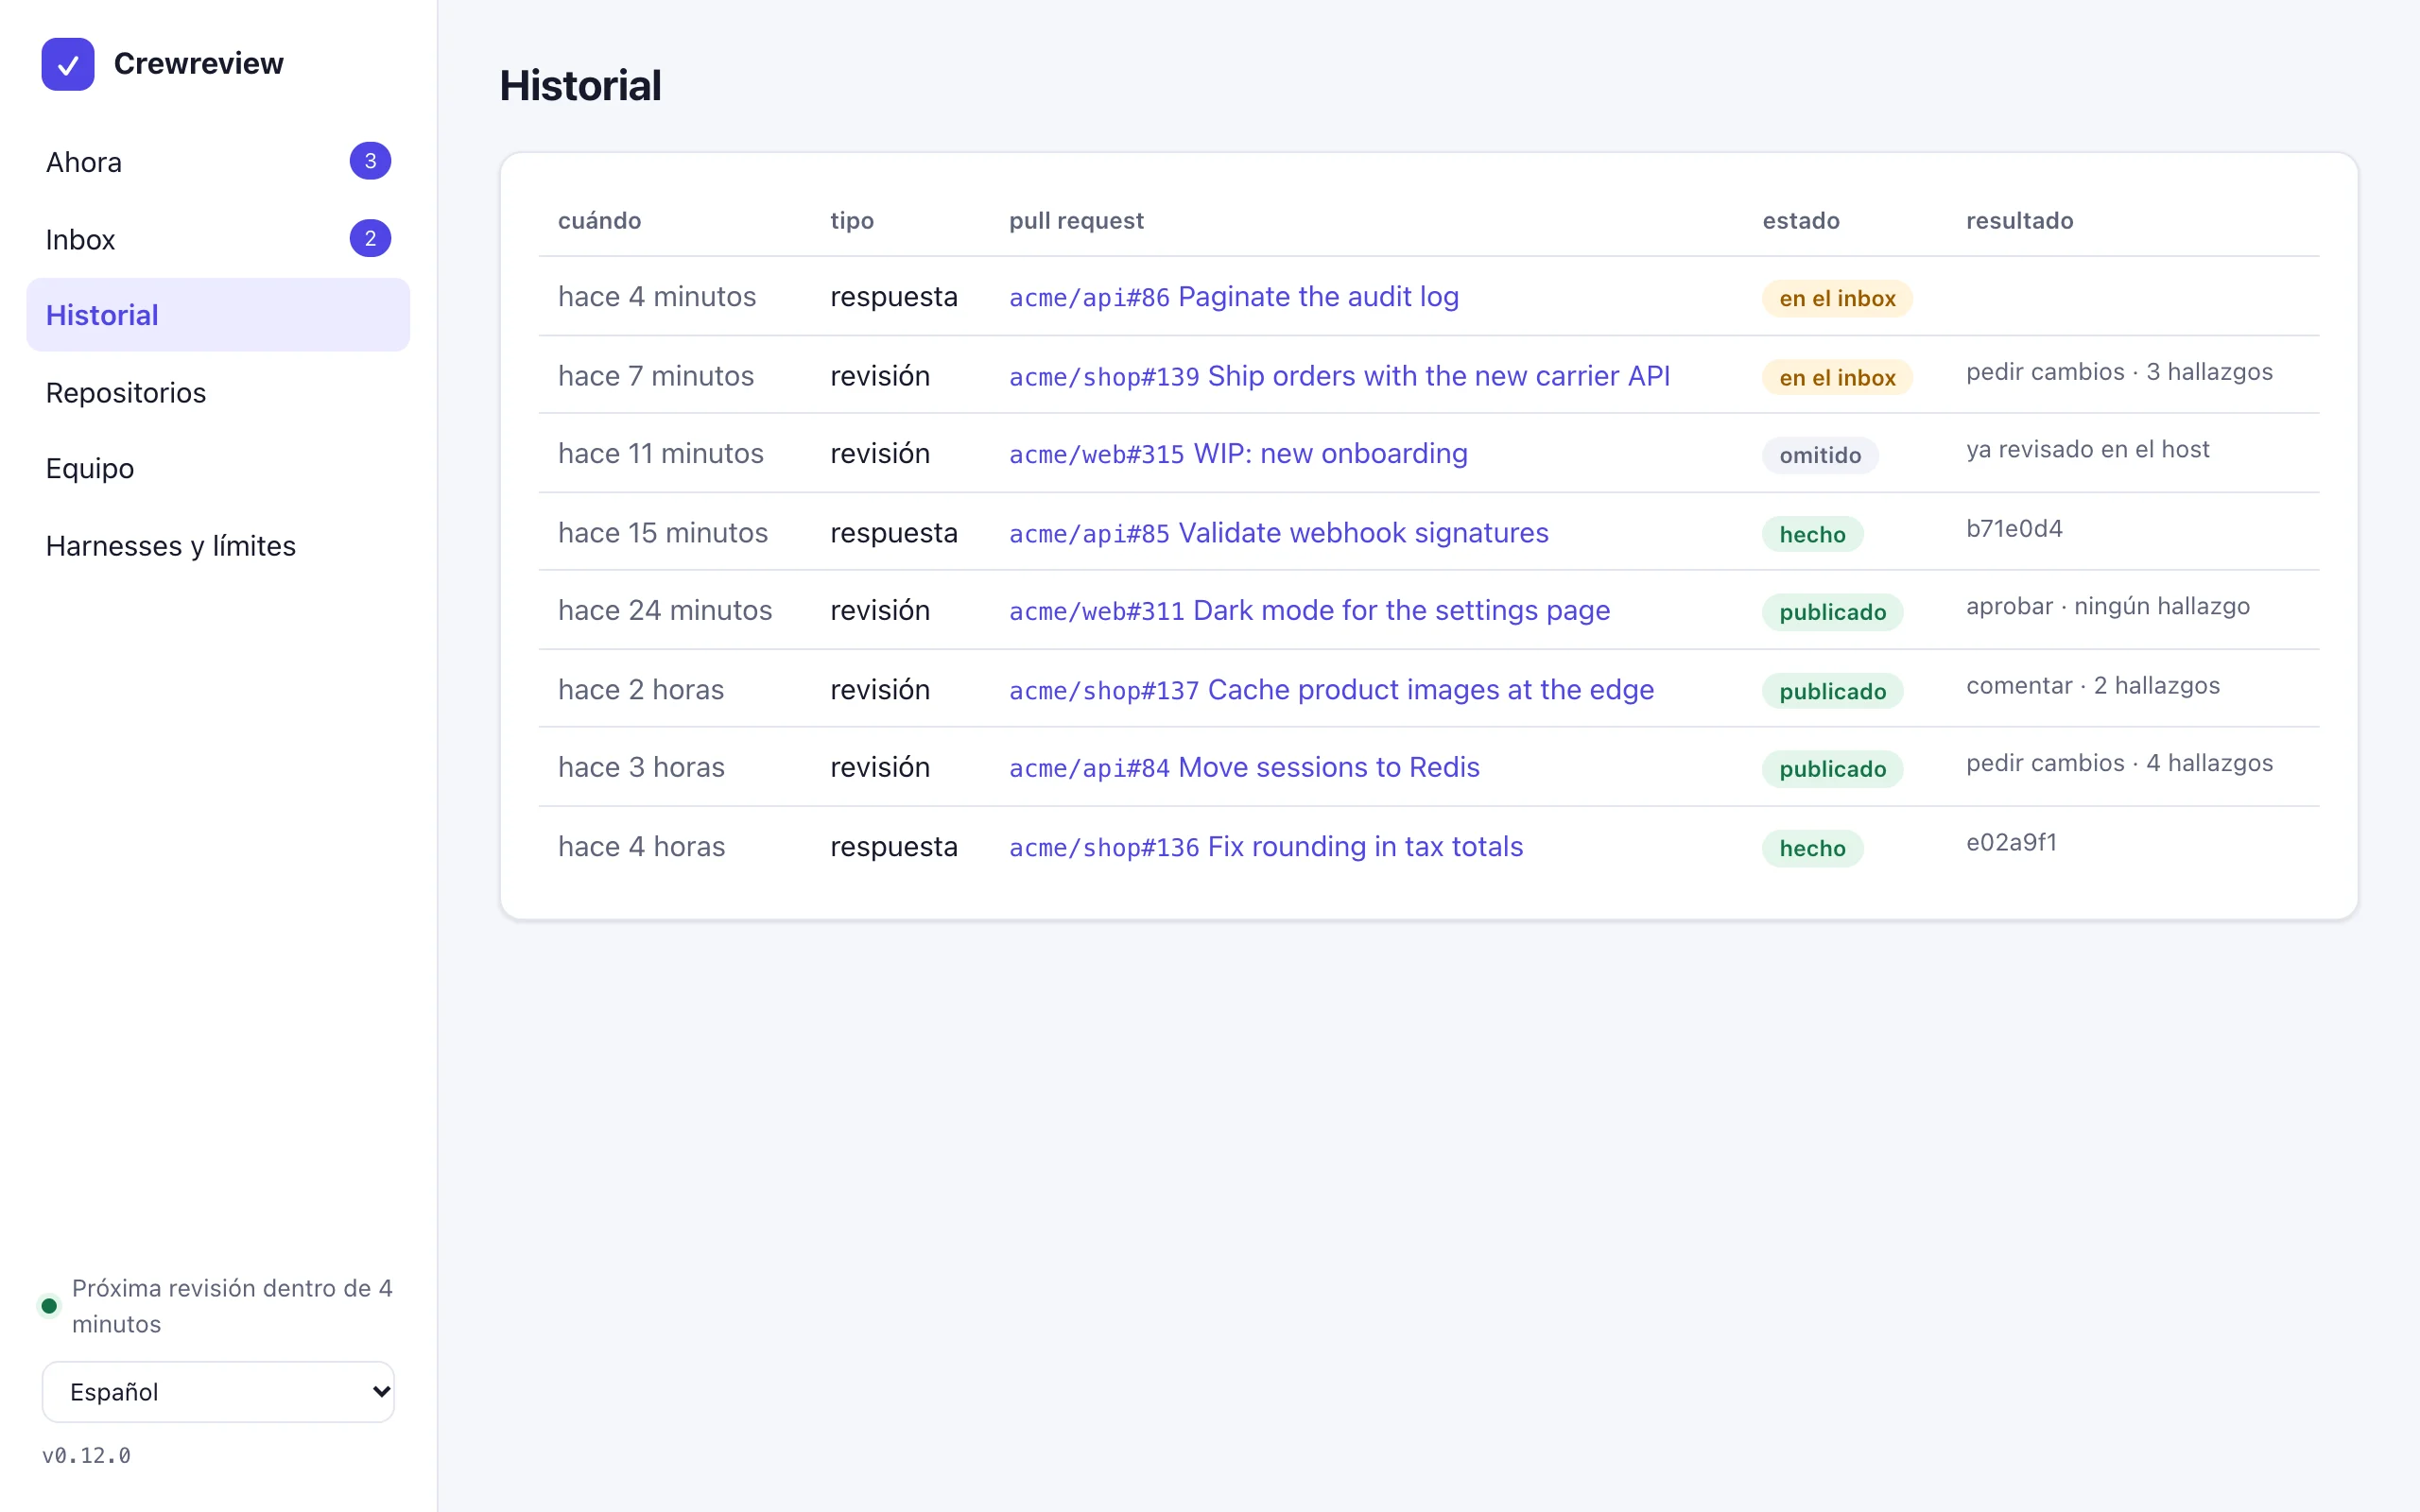 Crewreview
Ahora 3
Inbox 2
Historial
Repositorios
Equipo
Harnesses y límites
Próxima revisión dentro de 4
minutos
Español
v0.12.0
Historial
cuándo tipo pull request estado resultado
hace 4 minutos respuesta acme/api#86 Paginate the audit log en el inbox
hace 7 minutos revisión acme/shop#139 Ship orders with the new carrier API en el inbox pedir cambios · 3 hallazgos
hace 11 minutos revisión acme/web#315 WIP: new onboarding omitido ya revisado en el host
hace 15 minutos respuesta acme/api#85 Validate webhook signatures hecho b71e0d4
hace 24 minutos revisión acme/web#311 Dark mode for the settings page publicado aprobar · ningún hallazgo
hace 2 horas revisión acme/shop#137 Cache product images at the edge publicado comentar · 2 hallazgos
hace 3 horas revisión acme/api#84 Move sessions to Redis publicado pedir cambios · 4 hallazgos
hace 4 horas respuesta acme/shop#136 Fix rounding in tax totals hecho e02a9f1